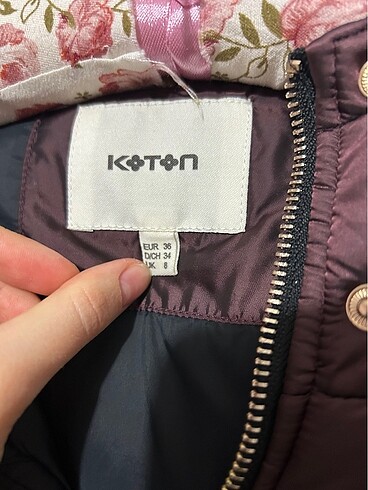 KOTON
EUR 36
D/CH 34
UK 8